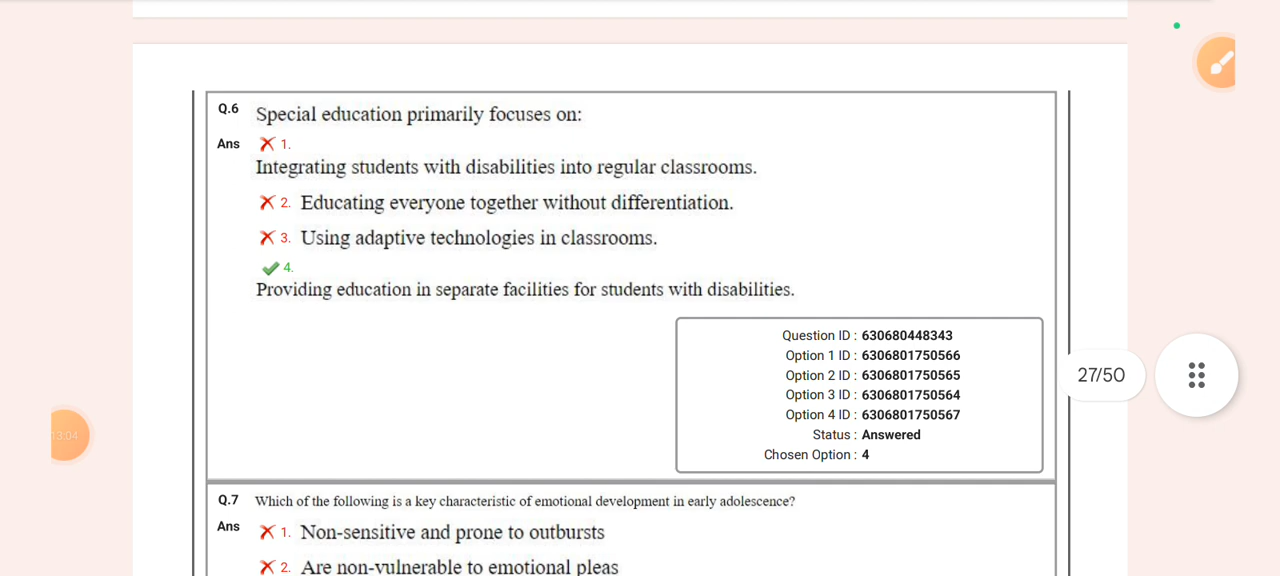 Q.6 Special education primarily focuses on:
Ans 1.
Integrating students with disabilities into regular classrooms.
2. Educating everyone together without differentiation.
3. Using adaptive technologies in classrooms.
4.
Providing education in separate facilities for students with disabilities.
Question ID : 630680448343
Option 1 ID : 6306801750566
Option 2 ID : 6306801750565
Option 3 ID : 6306801750564
Option 4 ID : 6306801750567
Status : Answered
Chosen Option : 4
27/50
13:04
Q.7 Which of the following is a key characteristic of emotional development in early adolescence?
Ans 1. Non-sensitive and prone to outbursts
2. Are non-vulnerable to emotional pleas